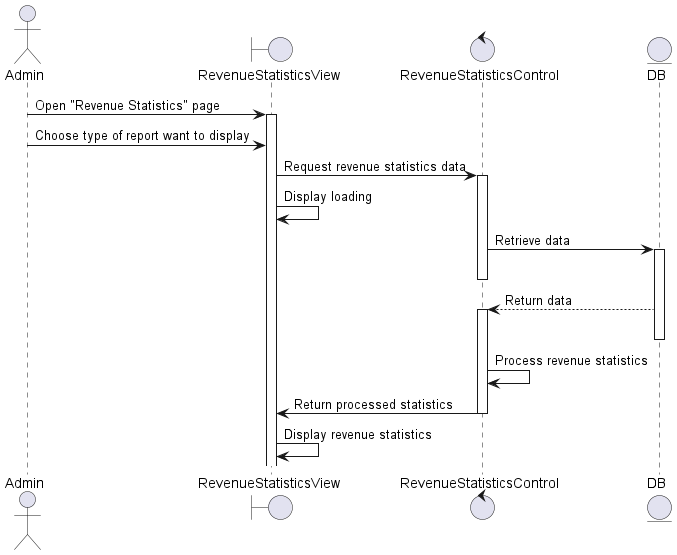 Admin
RevenueStatisticsView
RevenueStatisticsControl
DB
Open "Revenue Statistics" page
Choose type of report want to display
Request revenue statistics data
Display loading
Retrieve data
Return data
Process revenue statistics
Return processed statistics
Display revenue statistics
Admin
RevenueStatisticsView
RevenueStatisticsControl
DB